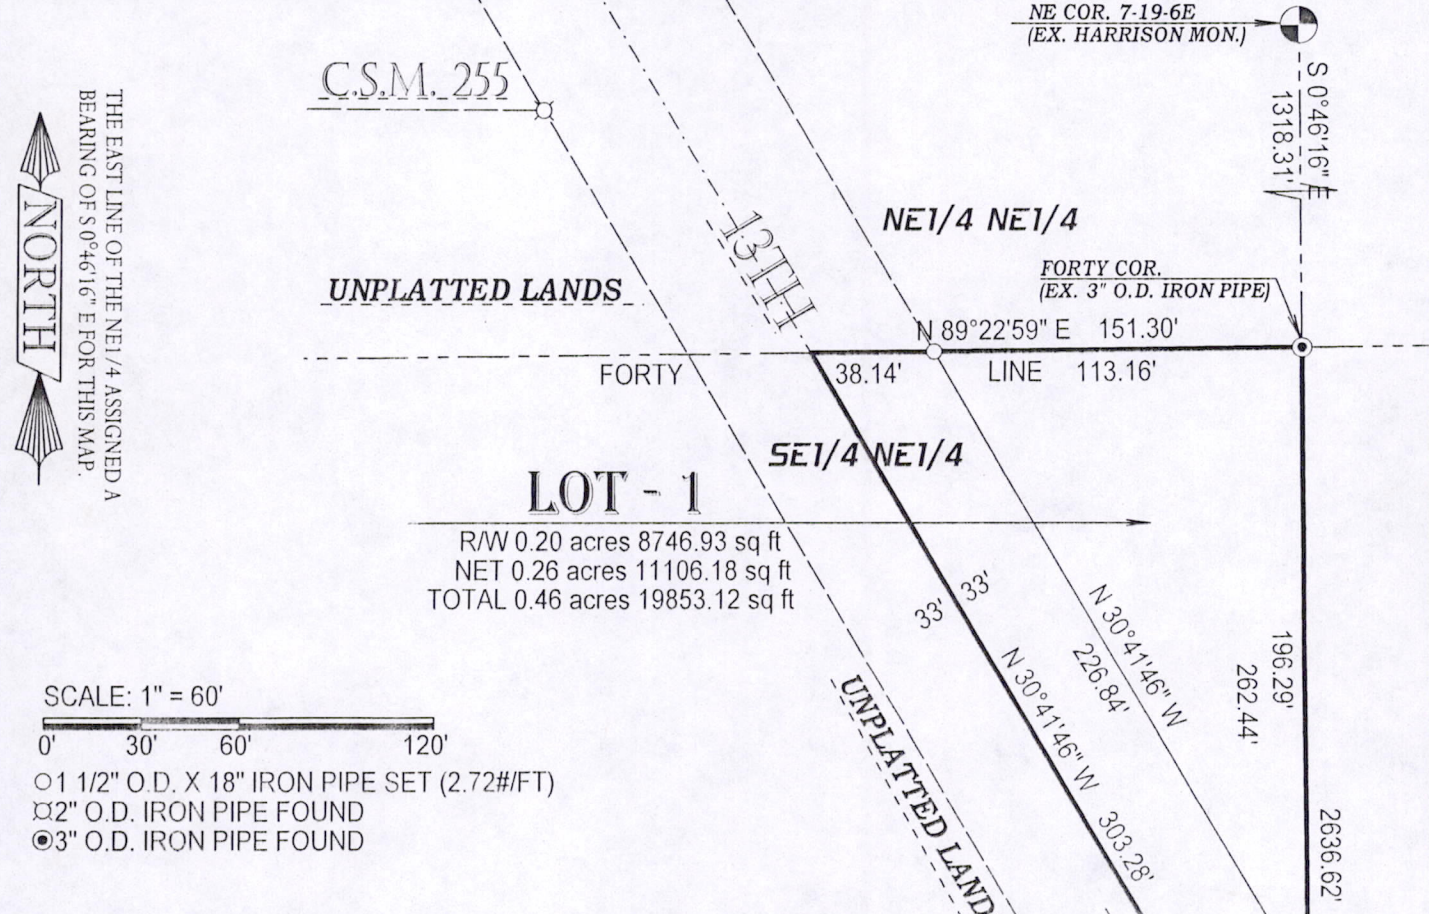 NE COR. 7-19-6E
(EX. HARRISON MON.)
C.S.M. 255
S 0°46'16" E
1318.31'
THE EAST LINE OF THE NE1/4 ASSIGNED A
BEARING OF S 0°46'16" E FOR THIS MAP.
NORTH
13TH
NE1/4 NE1/4
UNPLATTED LANDS
FORTY COR.
(EX. 3" O.D. IRON PIPE)
N 89°22'59" E 151.30'
FORTY
38.14'
LINE 113.16'
SE1/4 NE1/4
LOT - 1
R/W 0.20 acres 8746.93 sq ft
NET 0.26 acres 11106.18 sq ft
TOTAL 0.46 acres 19853.12 sq ft
33'
33'
N 30°41'46" W
226.84'
N 30°41'46" W
303.28'
196.29'
262.44'
2636.62'
UNPLATTED LAND
SCALE: 1" = 60'
0' 30' 60' 120'
1 1/2" O.D. X 18" IRON PIPE SET (2.72#/FT)
2" O.D. IRON PIPE FOUND
3" O.D. IRON PIPE FOUND